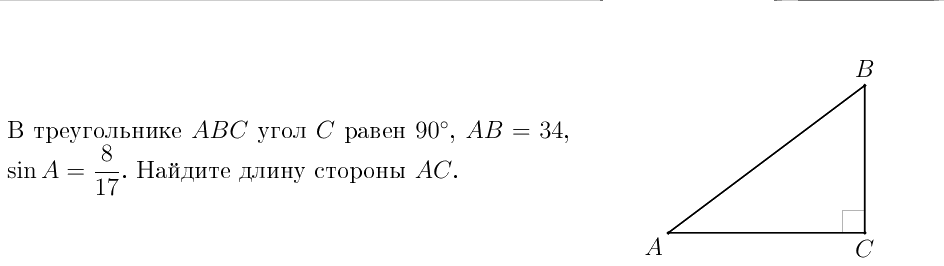 В треугольнике ABC угол C равен 90°, AB = 34,
sin A = 8/17. Найдите длину стороны AC.
B
A
C